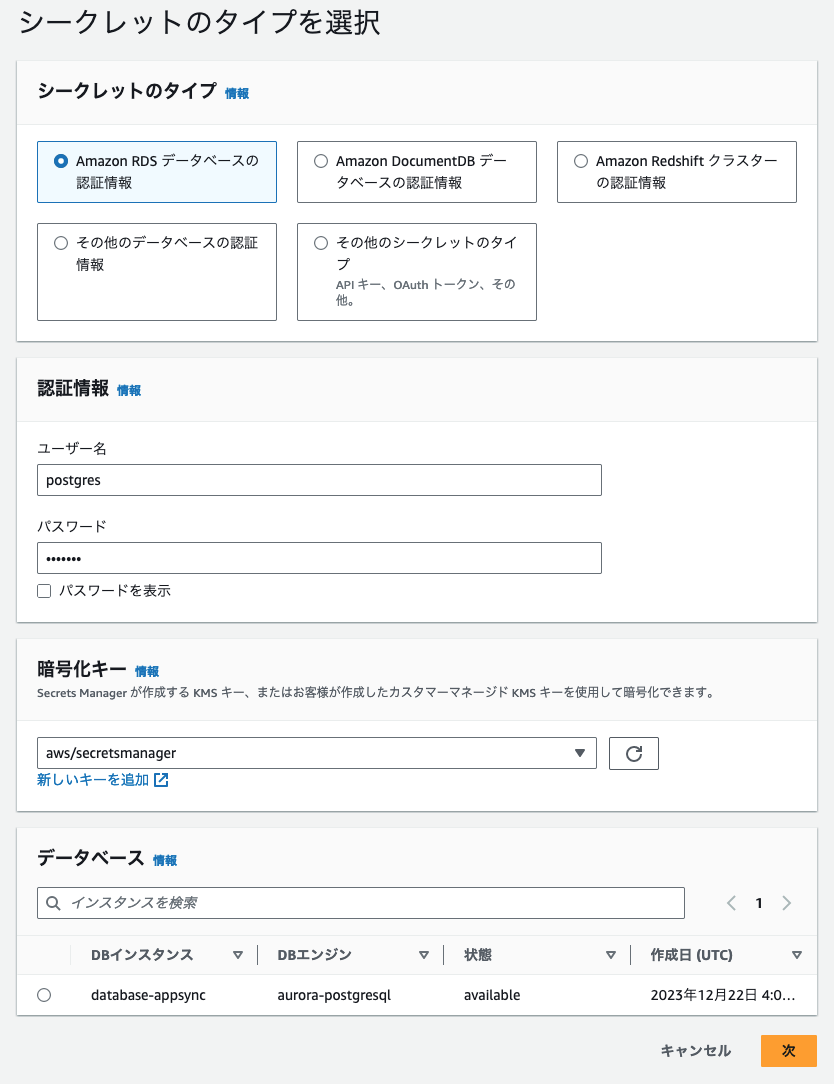 シークレットのタイプを選択
シークレットのタイプ 情報
Amazon RDS データベースの
認証情報
Amazon DocumentDB デー
タベースの認証情報
Amazon Redshift クラスター
の認証情報
その他のデータベースの認証
情報
その他のシークレットのタイ
プ
API キー、OAuth トークン、その
他。
認証情報 情報
ユーザー名
postgres
パスワード
•••••••
パスワードを表示
暗号化キー 情報
Secrets Manager が作成する KMS キー、またはお客様が作成したカスタマーマネージド KMS キーを使用して暗号化できます。
aws/secretsmanager
新しいキーを追加
データベース 情報
インスタンスを検索
1
DBインスタンス DBエンジン 状態 作成日 (UTC)
database-appsync aurora-postgresql available 2023年12月22日 4:0...
キャンセル 次